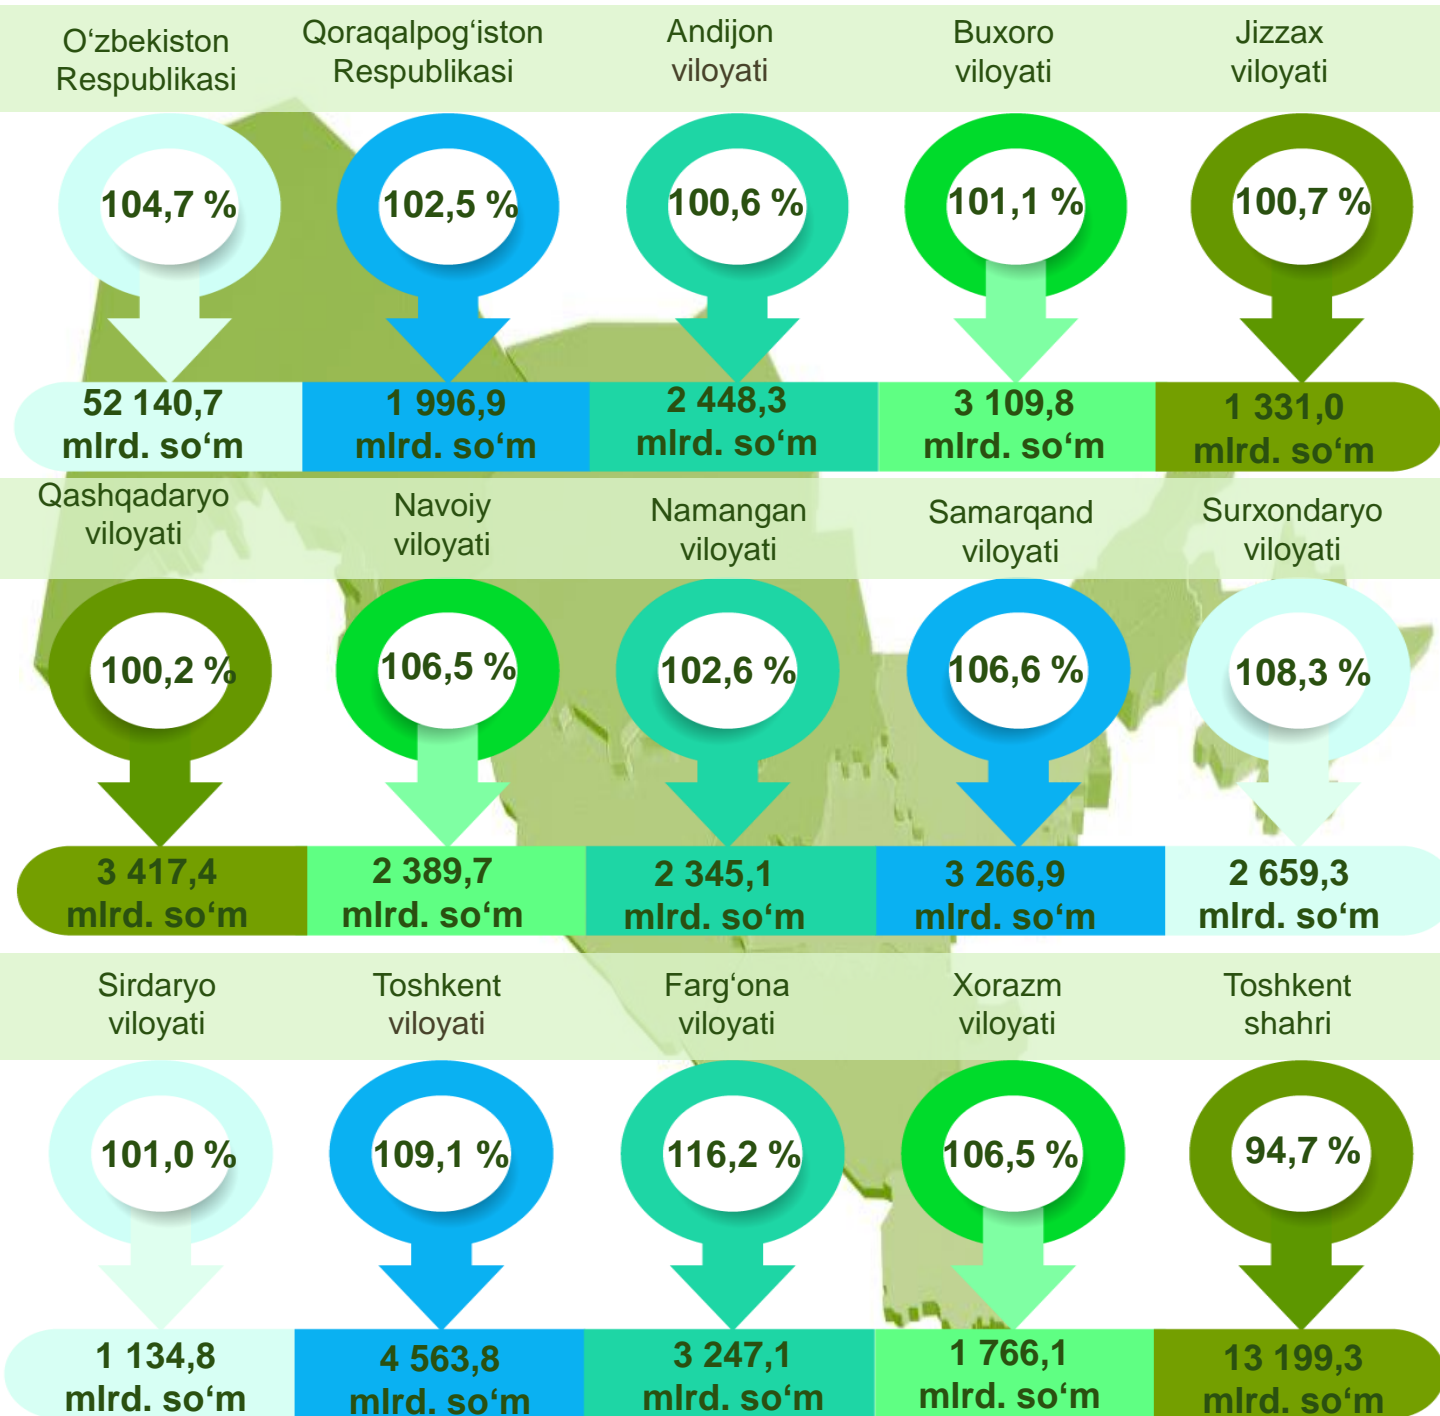 O‘zbekiston
Respublikasi
Qoraqalpog‘iston
Respublikasi
Andijon
viloyati
Buxoro
viloyati
Jizzax
viloyati
104,7 %
102,5 %
100,6 %
101,1 %
100,7 %
52 140,7
mlrd. so‘m
1 996,9
mlrd. so‘m
2 448,3
mlrd. so‘m
3 109,8
mlrd. so‘m
1 331,0
mlrd. so‘m
Qashqadaryo
viloyati
Navoiy
viloyati
Namangan
viloyati
Samarqand
viloyati
Surxondaryo
viloyati
100,2 %
106,5 %
102,6 %
106,6 %
108,3 %
3 417,4
mlrd. so‘m
2 389,7
mlrd. so‘m
2 345,1
mlrd. so‘m
3 266,9
mlrd. so‘m
2 659,3
mlrd. so‘m
Sirdaryo
viloyati
Toshkent
viloyati
Farg‘ona
viloyati
Xorazm
viloyati
Toshkent
shahri
101,0 %
109,1 %
116,2 %
106,5 %
94,7 %
1 134,8
mlrd. so‘m
4 563,8
mlrd. so‘m
3 247,1
mlrd. so‘m
1 766,1
mlrd. so‘m
13 199,3
mlrd. so‘m